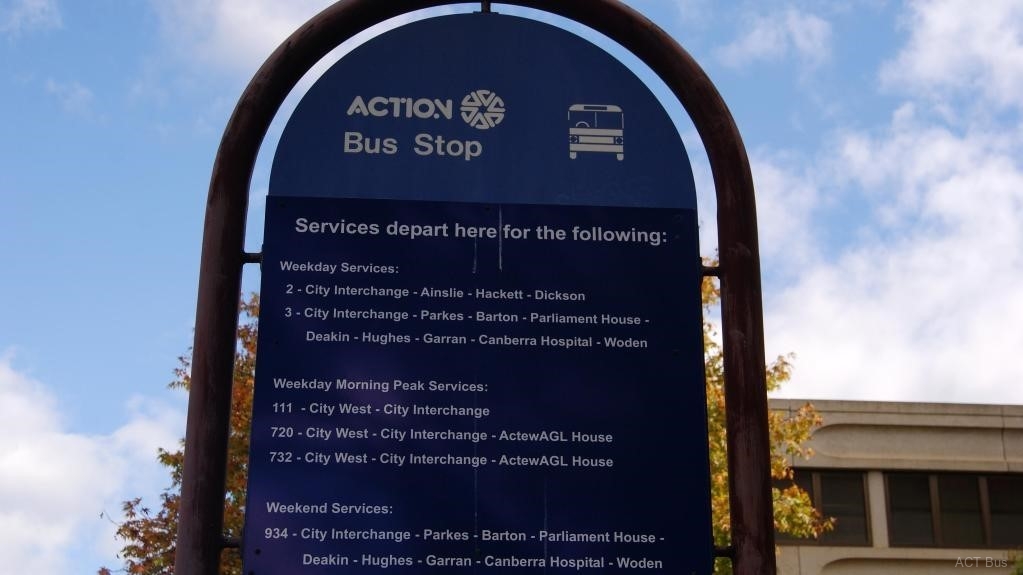 ACTION
Bus Stop
Services depart here for the following:
Weekday Services:
2 - City Interchange - Ainslie - Hackett - Dickson
3 - City Interchange - Parkes - Barton - Parliament House -
Deakin - Hughes - Garran - Canberra Hospital - Woden
Weekday Morning Peak Services:
111 - City West - City Interchange
720 - City West - City Interchange - ActewAGL House
732 - City West - City Interchange - ActewAGL House
Weekend Services:
934 - City Interchange - Parkes - Barton - Parliament House -
Deakin - Hughes - Garran - Canberra Hospital - Woden
ACT Bus